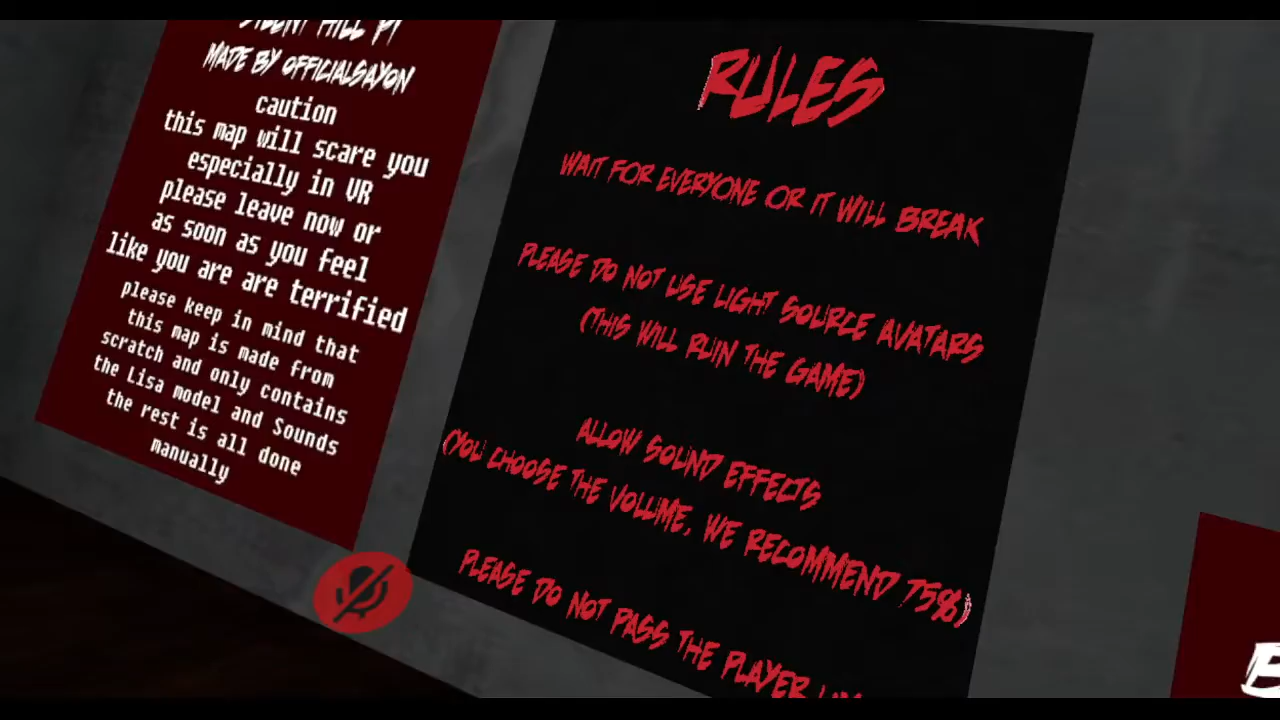 MADE BY OFFICIALSAYON
caution
this map will scare you
especially in VR
please leave now or
as soon as you feel
like you are are terrified
please keep in mind that
this map is made from
scratch and only contains
the Lisa model and Sounds
the rest is all done
manually
RULES
WAIT FOR EVERYONE OR IT WILL BREAK
PLEASE DO NOT USE LIGHT SOURCE AVATARS
(THIS WILL RUIN THE GAME)
ALLOW SOUND EFFECTS
(YOU CHOOSE THE VOLUME, WE RECOMMEND 75%)
PLEASE DO NOT PASS THE PLAYER